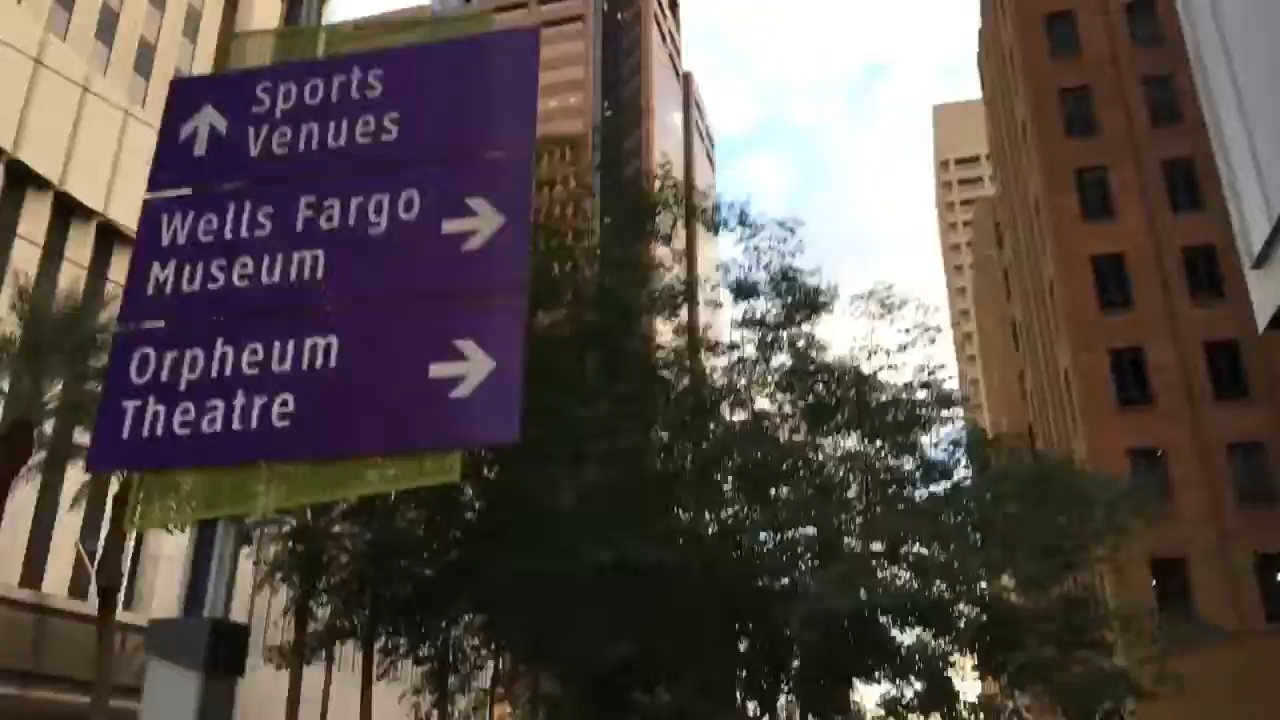 Sports
Venues
Wells Fargo
Museum
Orpheum
Theatre